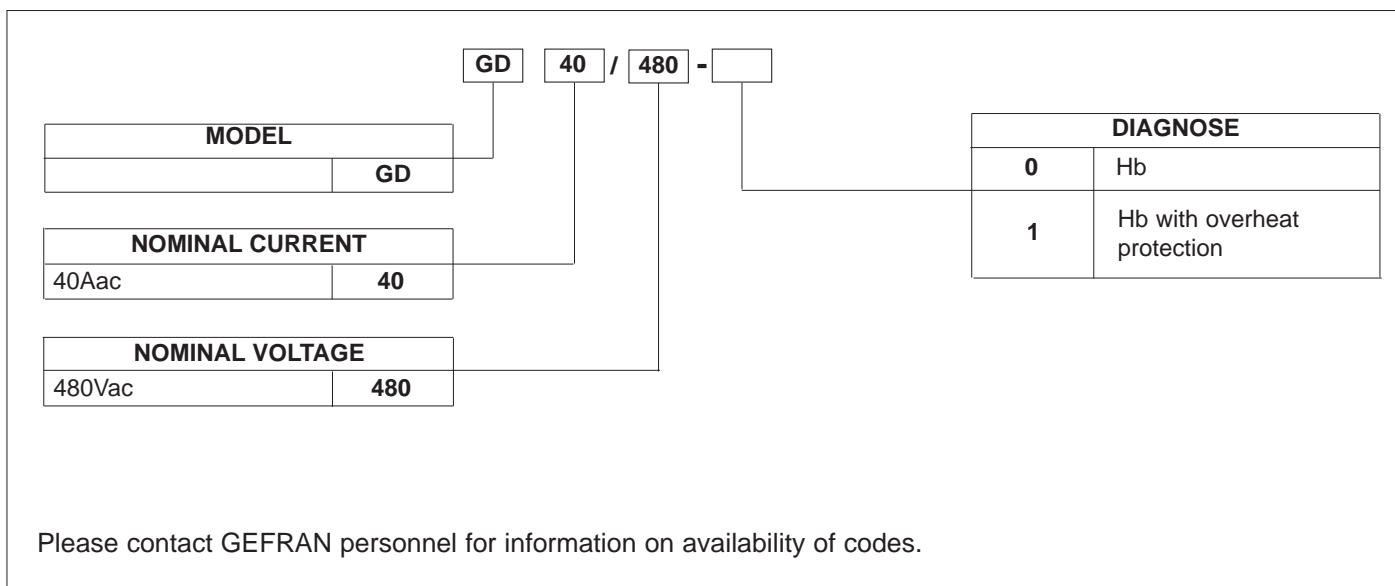 GD 40 / 480 -
MODEL
GD
NOMINAL CURRENT
40Aac 40
NOMINAL VOLTAGE
480Vac 480
DIAGNOSE
0 Hb
1 Hb with overheat
protection
Please contact GEFRAN personnel for information on availability of codes.